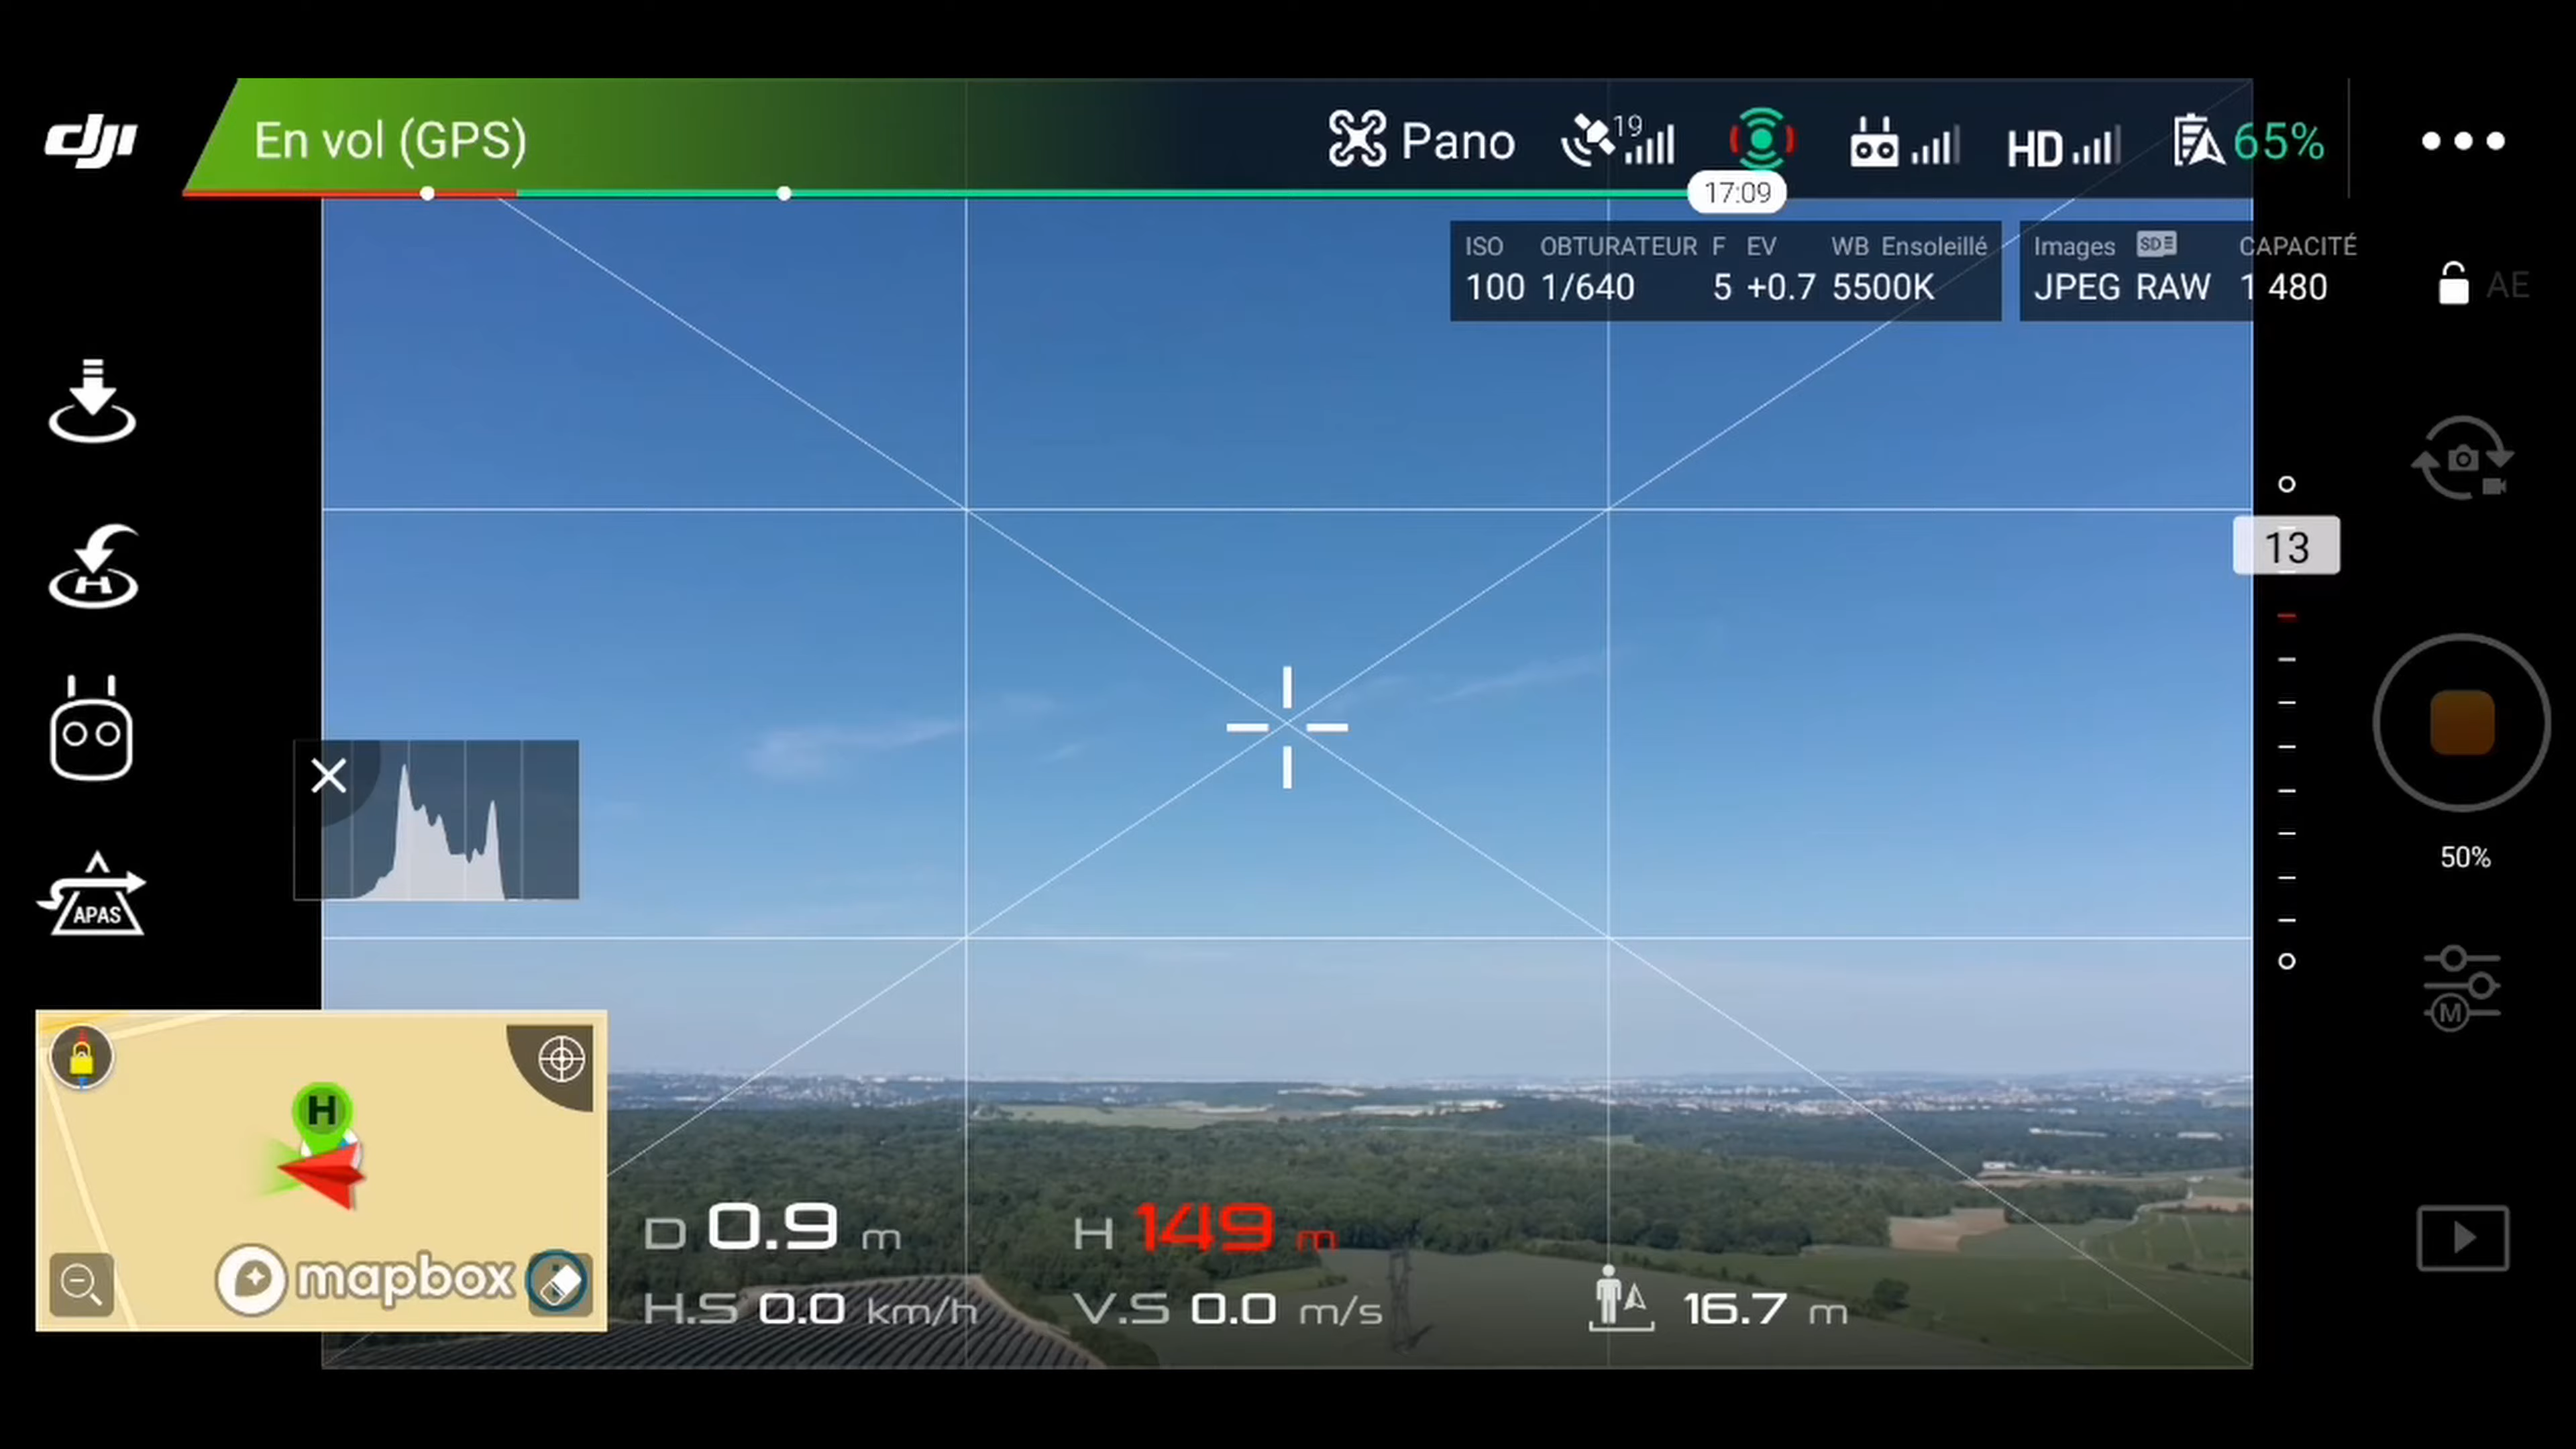 dji En vol (GPS) Pano 19 HD 65%
17:09
ISO OBTURATEUR F EV WB Ensoleillé Images SD CAPACITÉ
100 1/640 5 +0.7 5500K JPEG RAW 1 480 AE
13
50%
APAS
M
H
mapbox
D 0.9 m H 149 m
H.S 0.0 km/h V.S 0.0 m/s 16.7 m